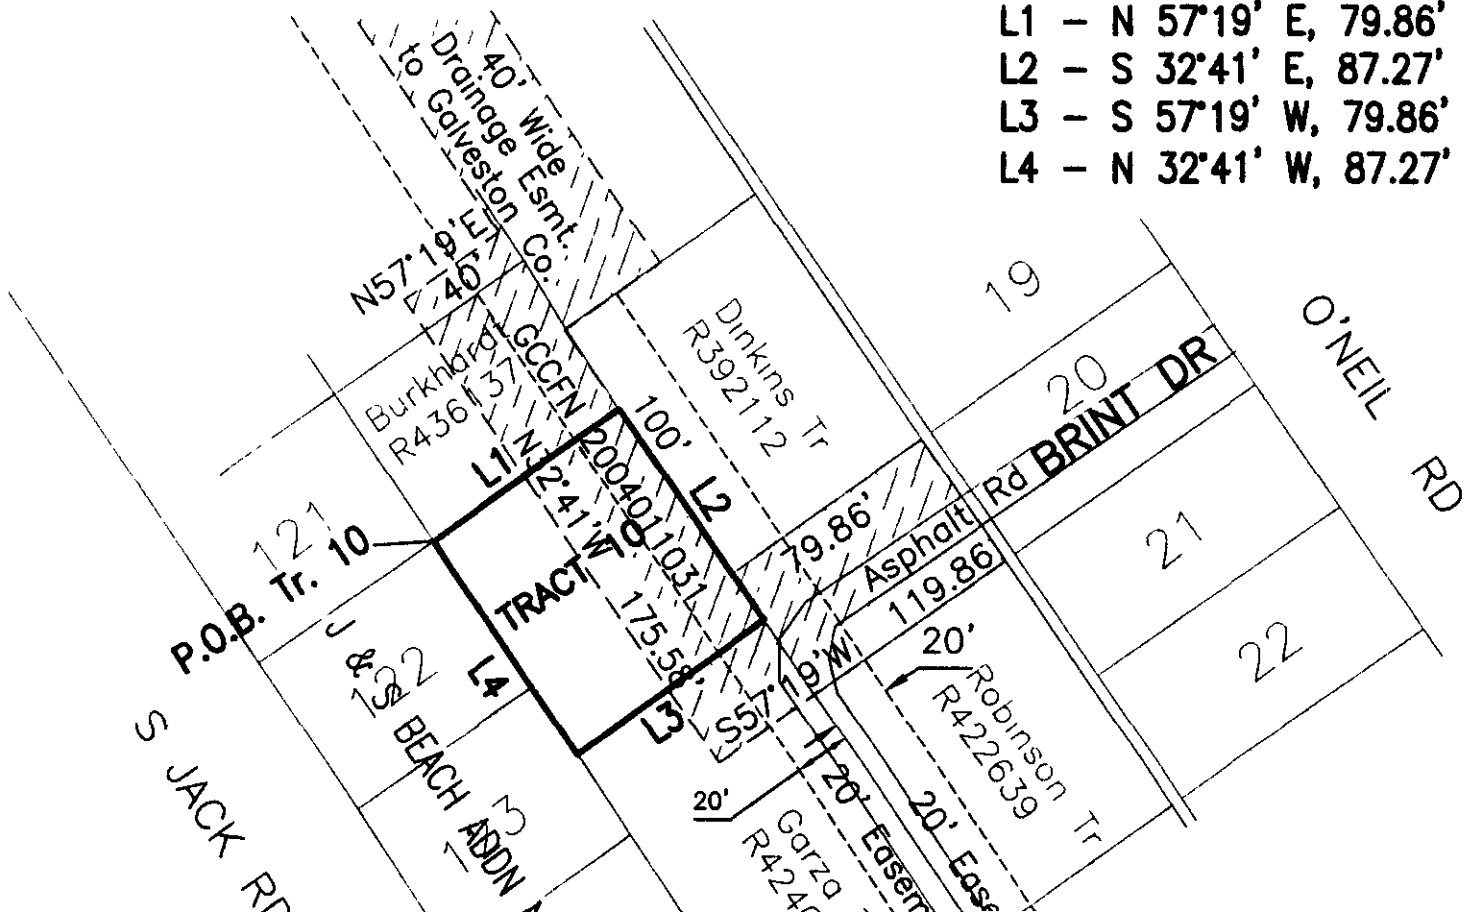 L1 - N 57°19' E, 79.86'
L2 - S 32°41' E, 87.27'
L3 - S 57°19' W, 79.86'
L4 - N 32°41' W, 87.27'
40' Wide
Drainage Esmt.
to Galveston Co.
N57°19'E
40'
Burkhard
R436137
GCCFN 2004011031
Dinkins Tr
R392112
19
20
O'NEIL RD
BRINT DR
Asphalt Rd
100'
L1
L2
N32°41'W
175.58'
TRACT 10
79.86'
119.86'
S57°19'W
121
P.O.B. Tr. 10
L4
L3
J & S BEACH ADDN
122
S JACK RD
21
22
20'
Robinson Tr
R422639
20'
20' Easem
20' Ease
Garza